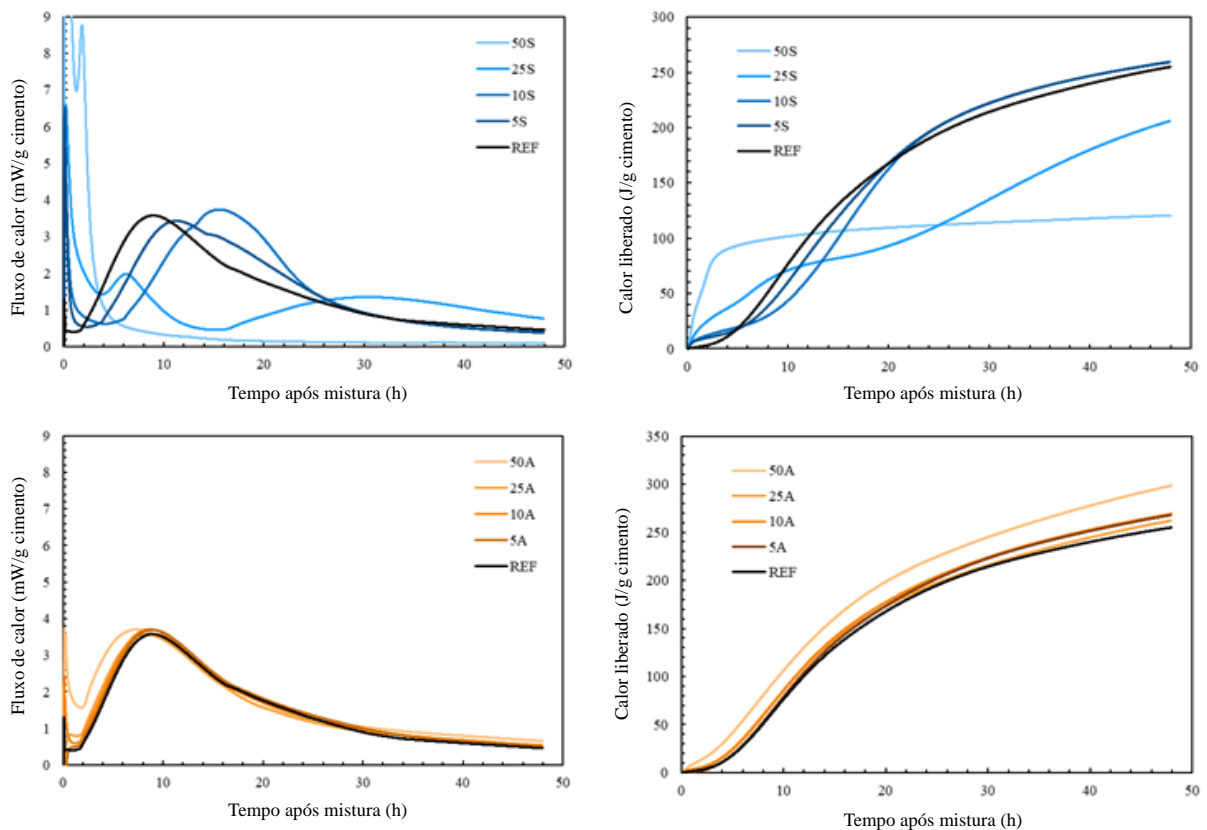 Fluxo de calor (mW/g cimento)
9
8
7
6
5
4
3
2
1
0
50S
25S
10S
5S
REF
0 10 20 30 40 50
Tempo após mistura (h)
Calor liberado (J/g cimento)
300
250
200
150
100
50
0
50S
25S
10S
5S
REF
0 10 20 30 40 50
Tempo após mistura (h)
Fluxo de calor (mW/g cimento)
9
8
7
6
5
4
3
2
1
0
50A
25A
10A
5A
REF
0 10 20 30 40 50
Tempo após mistura (h)
Calor liberado (J/g cimento)
350
300
250
200
150
100
50
0
50A
25A
10A
5A
REF
0 10 20 30 40 50
Tempo após mistura (h)